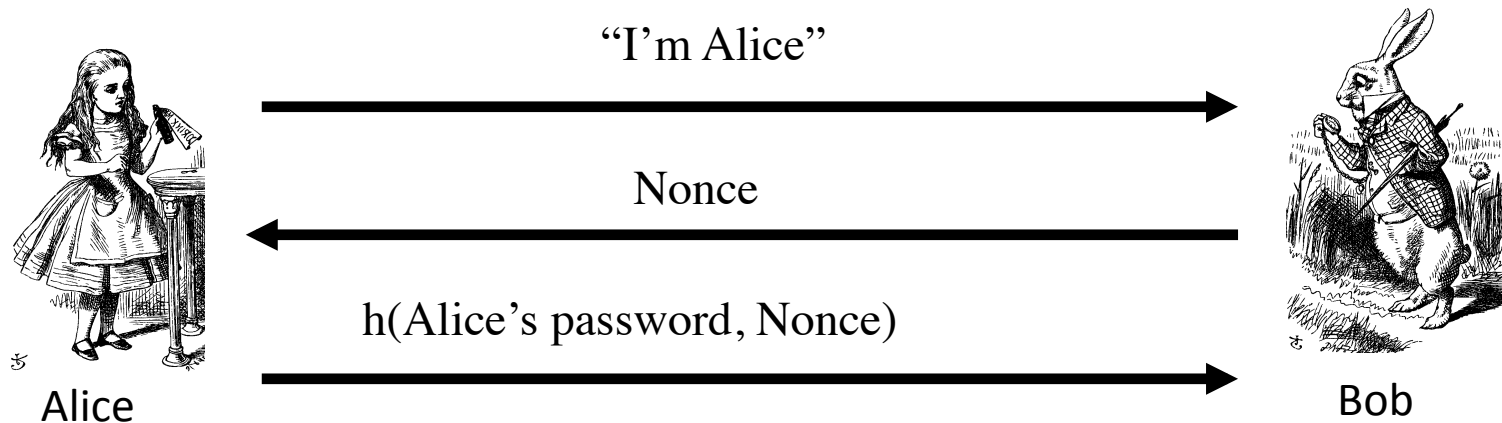 “I’m Alice”
Nonce
h(Alice’s password, Nonce)
Alice
Bob